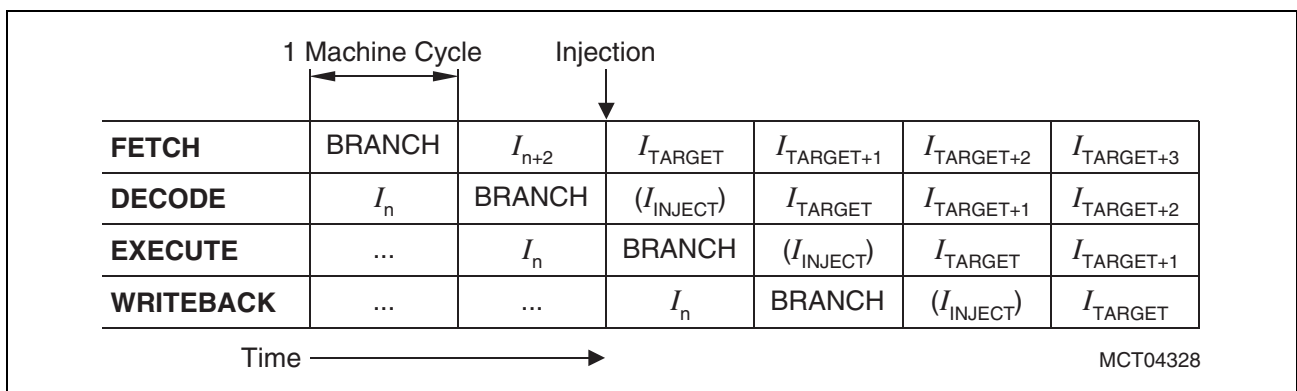 1 Machine Cycle Injection
FETCH BRANCH In+2 ITARGET ITARGET+1 ITARGET+2 ITARGET+3
DECODE In BRANCH (IINJECT) ITARGET ITARGET+1 ITARGET+2
EXECUTE ... In BRANCH (IINJECT) ITARGET ITARGET+1
WRITEBACK ... ... In BRANCH (IINJECT) ITARGET
Time MCT04328